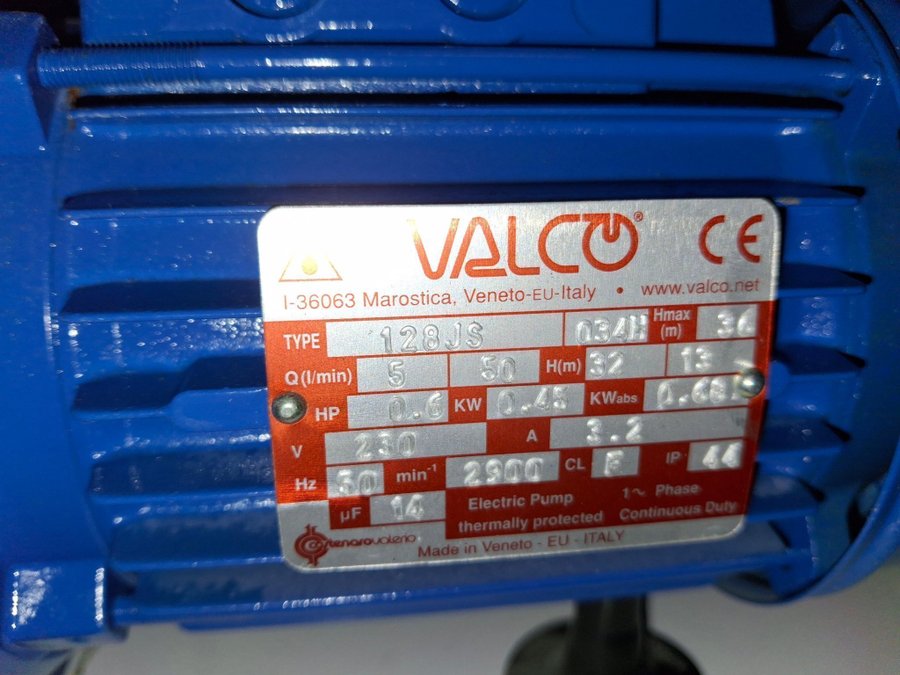 VALCO® CE
I-36063 Marostica, Veneto-EU-Italy • www.valco.net
TYPE 128JS 034H Hmax (m) 36
Q(l/min) 5 50 H(m) 32 13
HP 0.6 KW 0.45 KWabs
V 230 A 3.2
Hz 50 min-1 2900 CL F IP 44
µF 14 Electric Pump 1~ Phase
thermally protected Continuous Duty
Made in Veneto - EU - ITALY